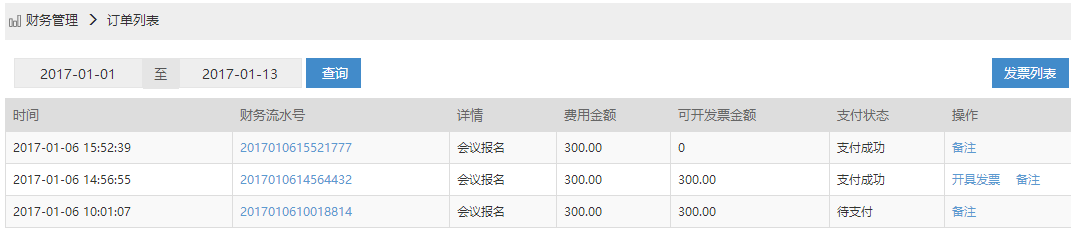 财务管理 > 订单列表
2017-01-01 至 2017-01-13 查询 发票列表
时间 财务流水号 详情 费用金额 可开发票金额 支付状态 操作
2017-01-06 15:52:39 2017010615521777 会议报名 300.00 0 支付成功 备注
2017-01-06 14:56:55 2017010614564432 会议报名 300.00 300.00 支付成功 开具发票 备注
2017-01-06 10:01:07 2017010610018814 会议报名 300.00 300.00 待支付 备注